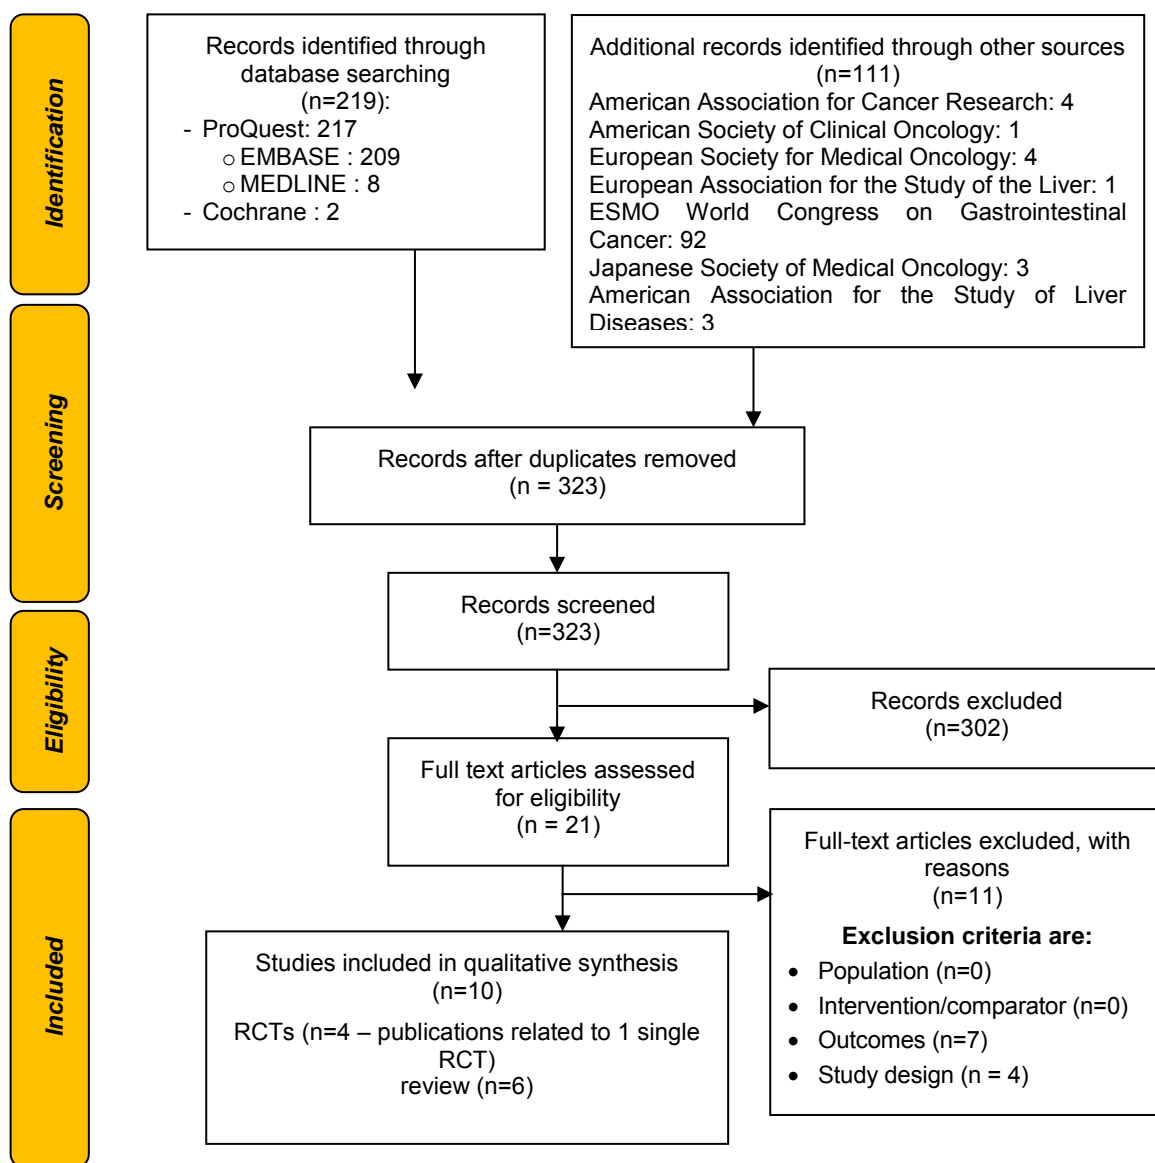 Identification
Records identified through
database searching
(n=219):
- ProQuest: 217
o EMBASE : 209
o MEDLINE : 8
- Cochrane : 2
Additional records identified through other sources
(n=111)
American Association for Cancer Research: 4
American Society of Clinical Oncology: 1
European Society for Medical Oncology: 4
European Association for the Study of the Liver: 1
ESMO World Congress on Gastrointestinal
Cancer: 92
Japanese Society of Medical Oncology: 3
American Association for the Study of Liver
Diseases: 3
Screening
Records after duplicates removed
(n = 323)
Records screened
(n=323)
Eligibility
Records excluded
(n=302)
Full text articles assessed
for eligibility
(n = 21)
Included
Full-text articles excluded, with
reasons
(n=11)
Exclusion criteria are:
• Population (n=0)
• Intervention/comparator (n=0)
• Outcomes (n=7)
• Study design (n = 4)
Studies included in qualitative synthesis
(n=10)
RCTs (n=4 – publications related to 1 single
RCT)
review (n=6)